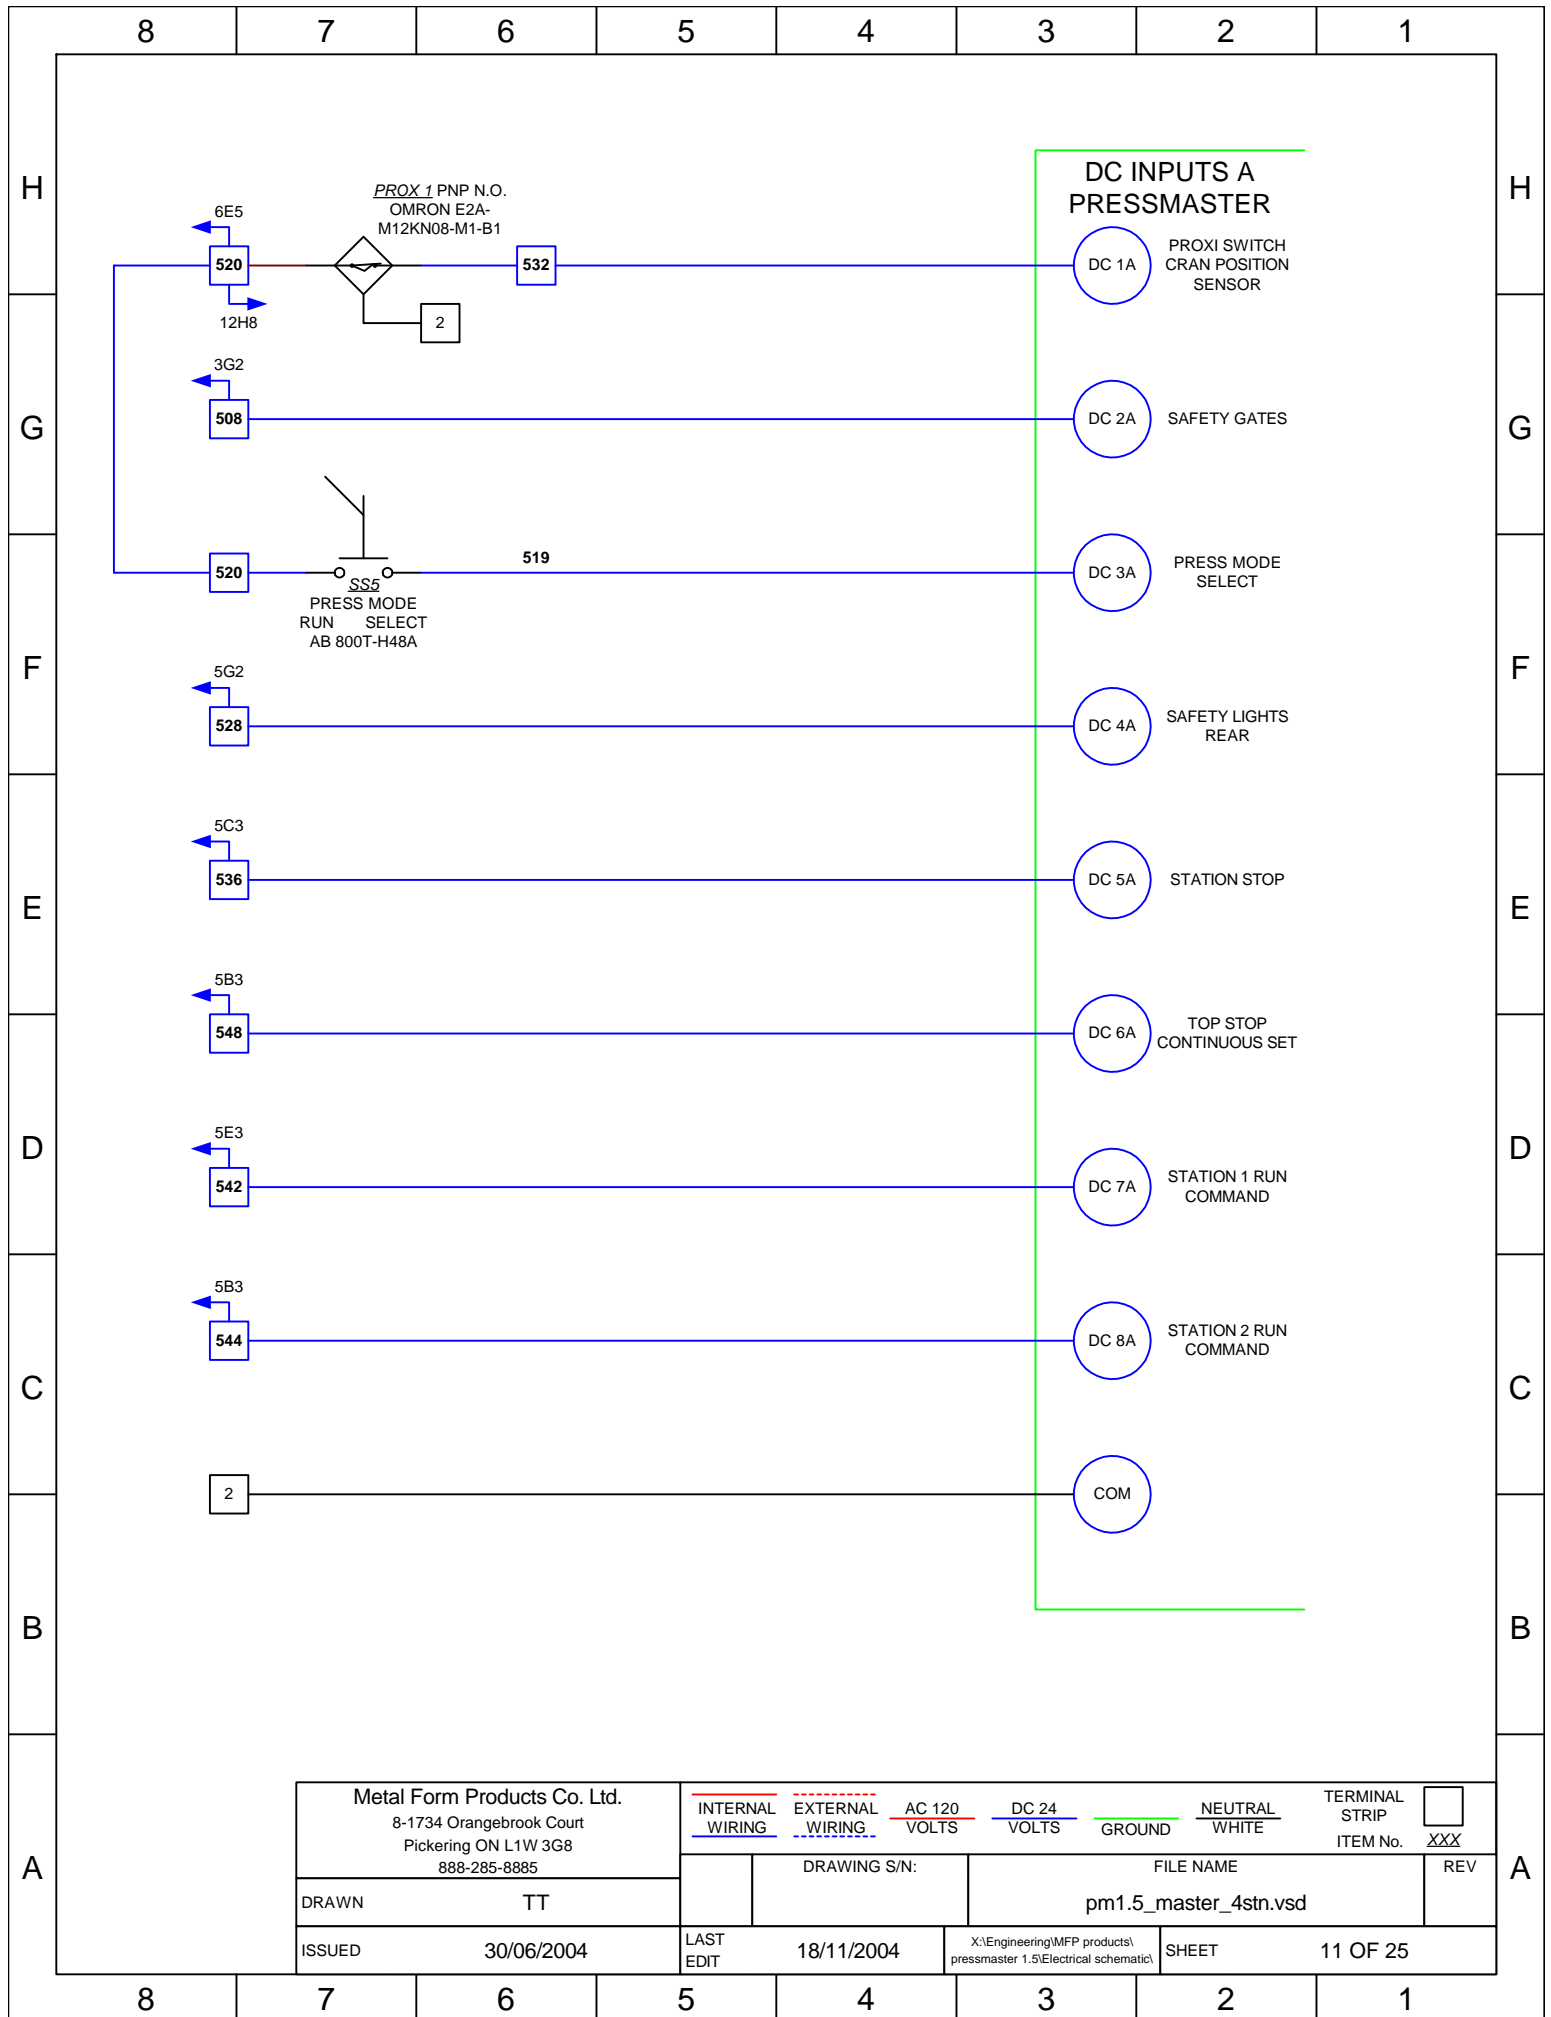 8 7 6 5 4 3 2 1
H H
DC INPUTS A
PRESSMASTER
PROX 1 PNP N.O.
OMRON E2A-
M12KN08-M1-B1
6E5
520
532
DC 1A
PROXI SWITCH
CRAN POSITION
SENSOR
12H8
2
G G
3G2
508
DC 2A
SAFETY GATES
520
519
SS5
PRESS MODE
RUN SELECT
AB 800T-H48A
DC 3A
PRESS MODE
SELECT
F F
5G2
528
DC 4A
SAFETY LIGHTS
REAR
5C3
536
DC 5A
STATION STOP
E E
5B3
548
DC 6A
TOP STOP
CONTINUOUS SET
D D
5E3
542
DC 7A
STATION 1 RUN
COMMAND
5B3
544
DC 8A
STATION 2 RUN
COMMAND
C C
2
COM
B B
A A
Metal Form Products Co. Ltd.
8-1734 Orangebrook Court
Pickering ON L1W 3G8
888-285-8885
DRAWN TT
ISSUED 30/06/2004
INTERNAL
WIRING
EXTERNAL
WIRING
AC 120
VOLTS
DC 24
VOLTS
GROUND
NEUTRAL
WHITE
TERMINAL
STRIP
ITEM No. XXX
DRAWING S/N:
FILE NAME
pm1.5_master_4stn.vsd
REV
LAST
EDIT
18/11/2004
X:\Engineering\MFP products\
pressmaster 1.5\Electrical schematic\
SHEET 11 OF 25
8 7 6 5 4 3 2 1